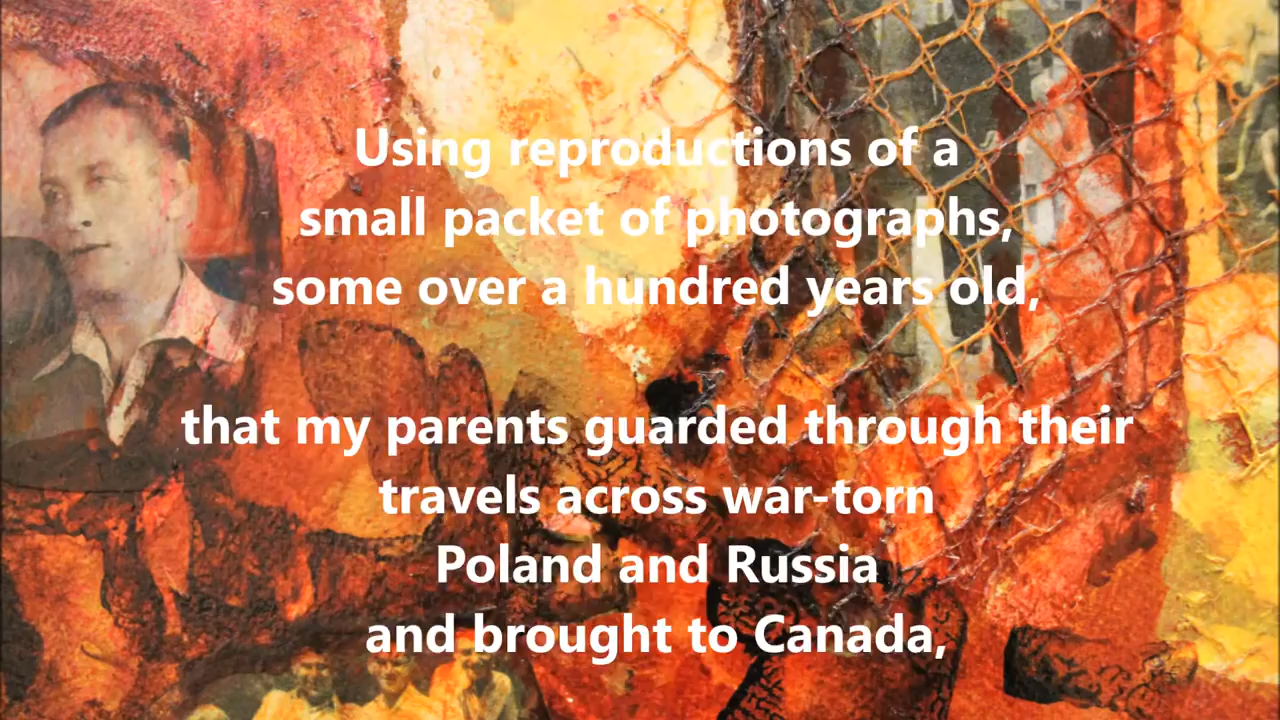 Using reproductions of a
small packet of photographs,
some over a hundred years old,
that my parents guarded through their
travels across war-torn
Poland and Russia
and brought to Canada,